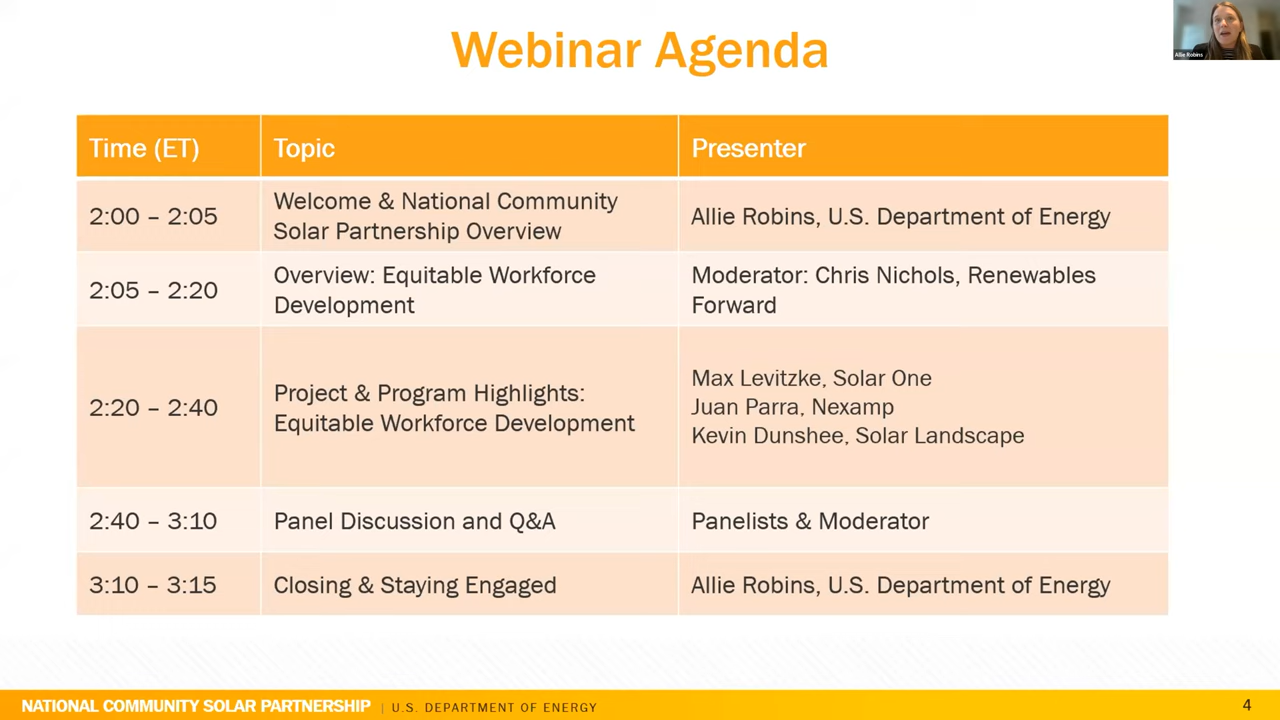 Webinar Agenda
Allie Robins
Time (ET)
Topic
Presenter
2:00 – 2:05
Welcome & National Community
Solar Partnership Overview
Allie Robins, U.S. Department of Energy
2:05 – 2:20
Overview: Equitable Workforce
Development
Moderator: Chris Nichols, Renewables
Forward
2:20 – 2:40
Project & Program Highlights:
Equitable Workforce Development
Max Levitzke, Solar One
Juan Parra, Nexamp
Kevin Dunshee, Solar Landscape
2:40 – 3:10
Panel Discussion and Q&A
Panelists & Moderator
3:10 – 3:15
Closing & Staying Engaged
Allie Robins, U.S. Department of Energy
NATIONAL COMMUNITY SOLAR PARTNERSHIP | U.S. DEPARTMENT OF ENERGY
4